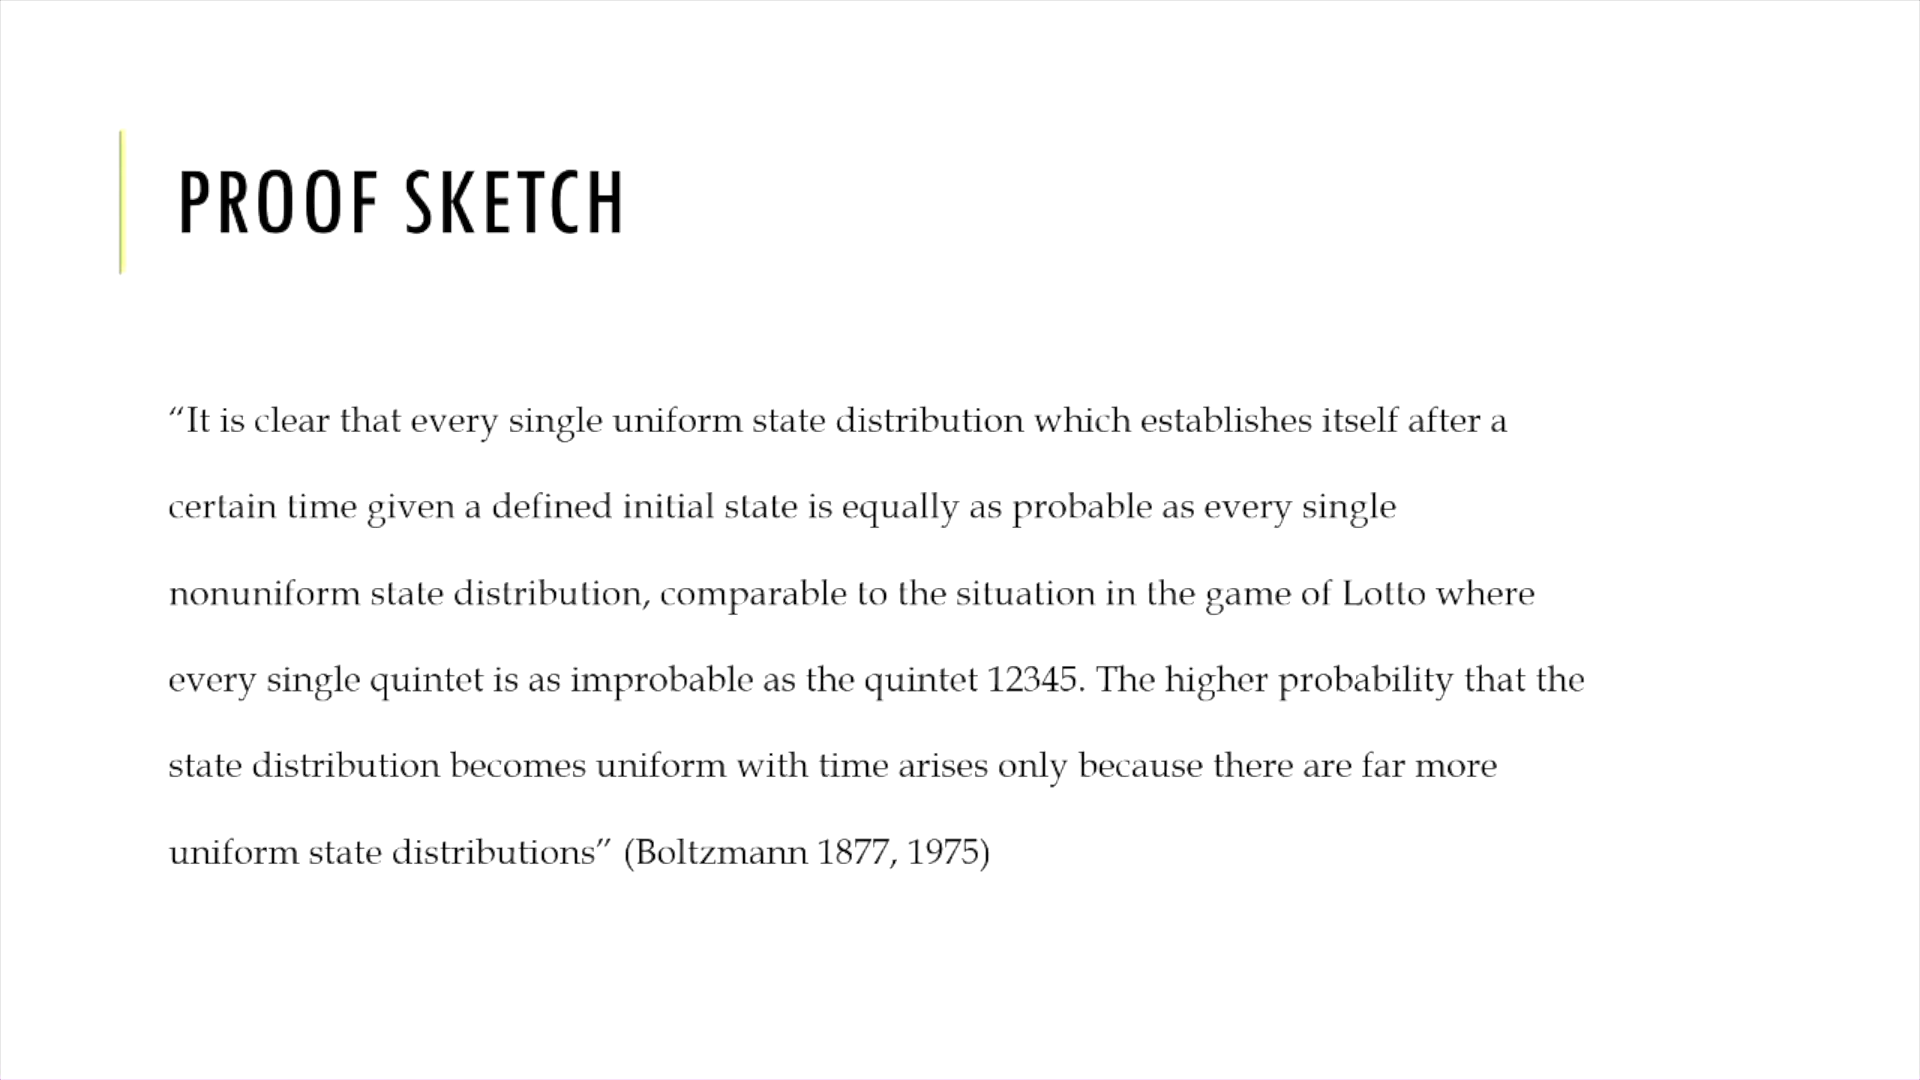 PROOF SKETCH
“It is clear that every single uniform state distribution which establishes itself after a
certain time given a defined initial state is equally as probable as every single
nonuniform state distribution, comparable to the situation in the game of Lotto where
every single quintet is as improbable as the quintet 12345. The higher probability that the
state distribution becomes uniform with time arises only because there are far more
uniform state distributions” (Boltzmann 1877, 1975)